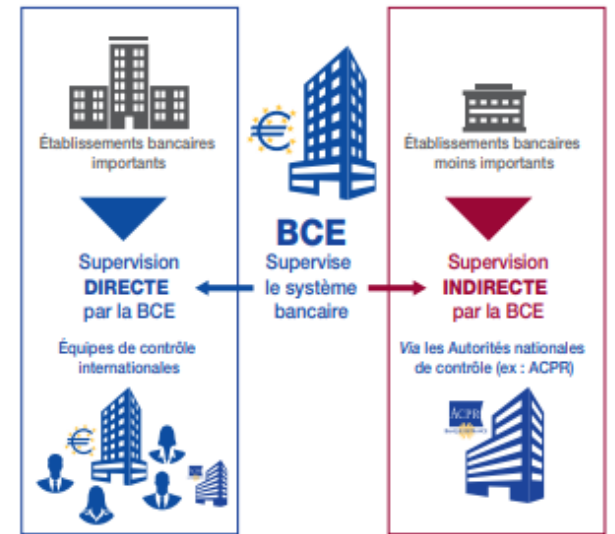 Établissements bancaires
importants
Supervision
DIRECTE
par la BCE
Équipes de contrôle
internationales
BCE
Supervise
le système
bancaire
Établissements bancaires
moins importants
Supervision
INDIRECTE
par la BCE
Via les Autorités nationales
de contrôle (ex : ACPR)
ACPR